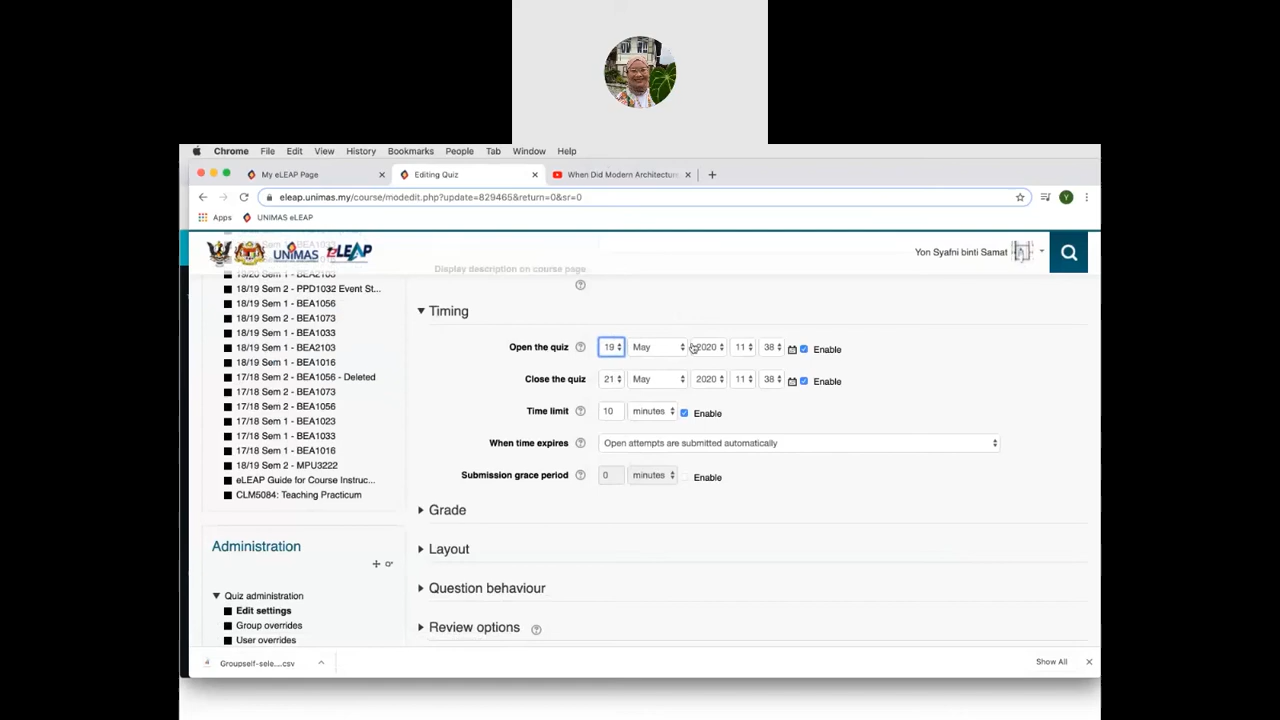 Chrome File Edit View History Bookmarks People Tab Window Help
My eLEAP Page
Editing Quiz
When Did Modern Architecture
eleap.unimas.my/course/modedit.php?update=829465&return=0&sr=0
Y
Apps UNIMAS eLEAP
UNIMAS eLEAP
Yon Syafni binti Samat
Display description on course page
19/20 Sem 1 - BEA2103
18/19 Sem 2 - PPD1032 Event St...
18/19 Sem 1 - BEA1056
18/19 Sem 2 - BEA1073
18/19 Sem 1 - BEA1033
18/19 Sem 1 - BEA2103
18/19 Sem 1 - BEA1016
17/18 Sem 2 - BEA1056 - Deleted
17/18 Sem 2 - BEA1073
17/18 Sem 2 - BEA1056
17/18 Sem 1 - BEA1023
17/18 Sem 1 - BEA1033
17/18 Sem 1 - BEA1016
18/19 Sem 2 - MPU3222
eLEAP Guide for Course Instruc...
CLM5084: Teaching Practicum
Administration
Quiz administration
Edit settings
Group overrides
User overrides
Timing
Open the quiz 19 May 2020 11 38 Enable
Close the quiz 21 May 2020 11 38 Enable
Time limit 10 minutes Enable
When time expires Open attempts are submitted automatically
Submission grace period 0 minutes Enable
Grade
Layout
Question behaviour
Review options
Groupself-sele....csv
Show All